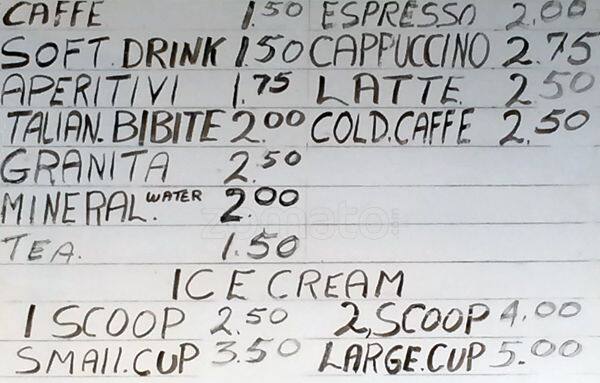 CAFFE 1.50 ESPRESSO 2.00
SOFT. DRINK 1.50 CAPPUCCINO 2.75
APERITIVI 1.75 LATTE. 2.50
ITALIAN. BIBITE 2.00 COLD. CAFFE 2.50
GRANITA 2.50
MINERAL. WATER 2.00
TEA. 1.50
zomato
ICE CREAM
1 SCOOP 2.50 2, SCOOP 4.00
SMALL. CUP 3.50 LARGE. CUP 5.00